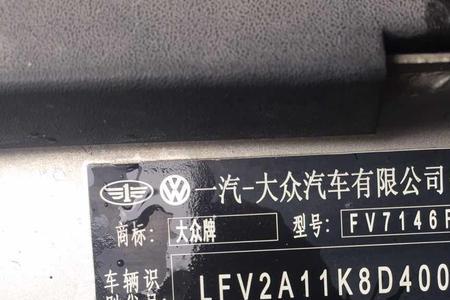 一汽-大众汽车有限公司
商标: 大众牌 型号: FV7146F
车辆识 LFV2A11K8D400